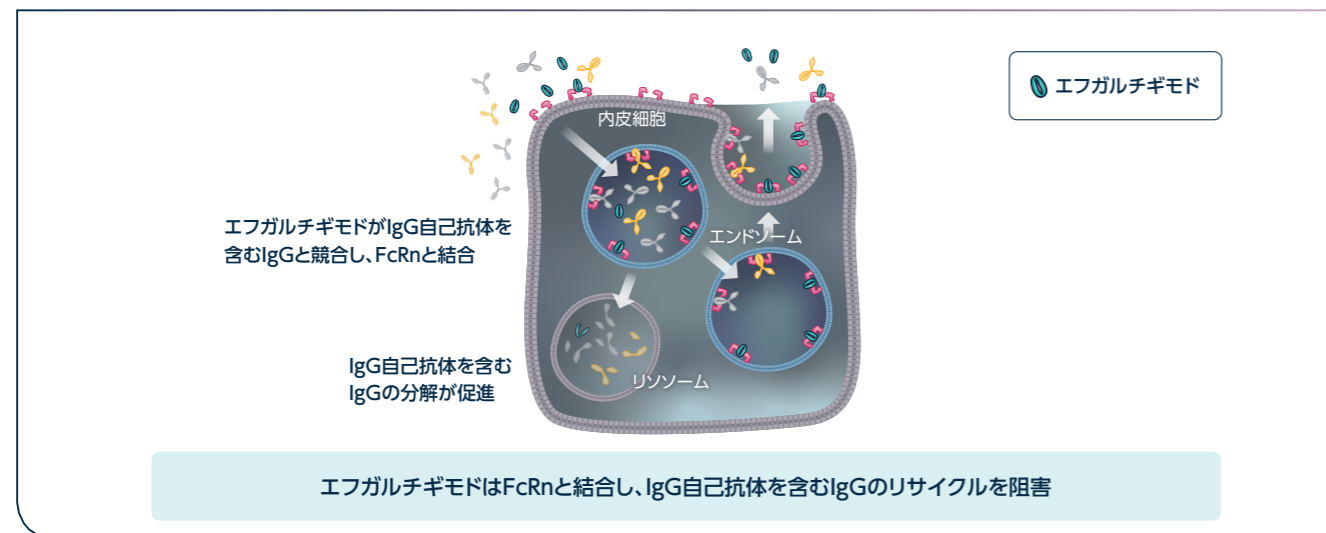 エフガルチギモド
内皮細胞
エフガルチギモドがIgG自己抗体を
含むIgGと競合し、FcRnと結合
エンドソーム
IgG自己抗体を含む
IgGの分解が促進
リソソーム
エフガルチギモドはFcRnと結合し、IgG自己抗体を含むIgGのリサイクルを阻害